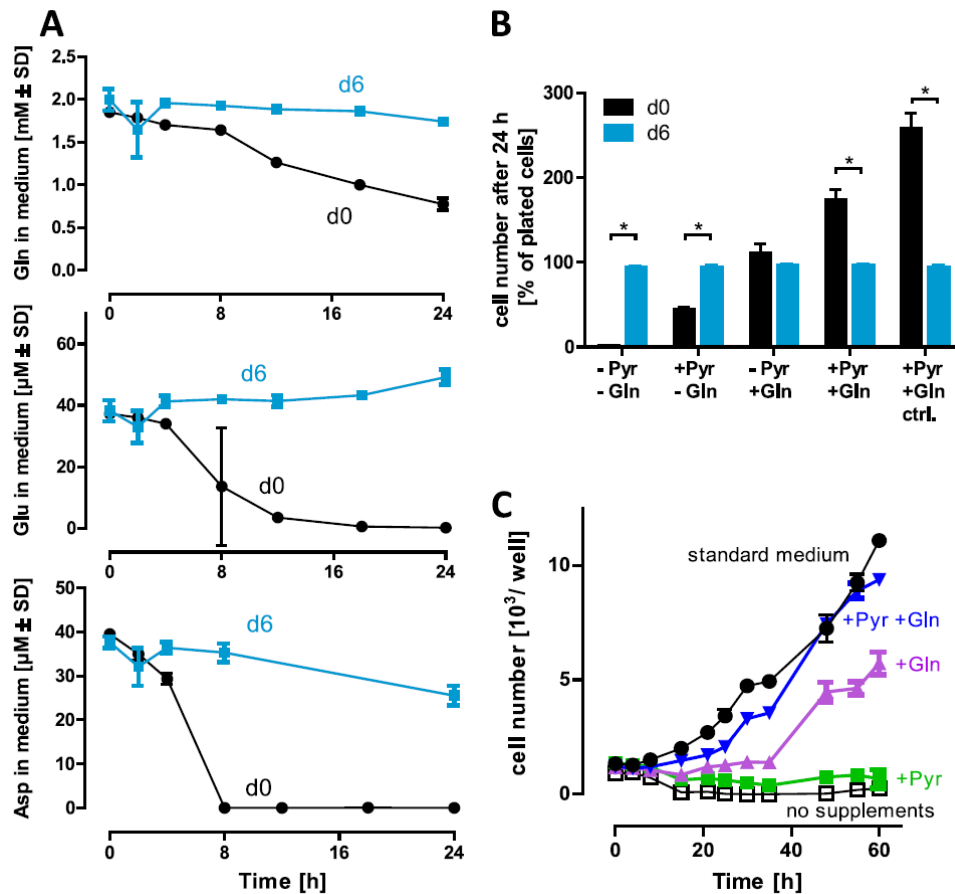 A
Gln in medium [mM ± SD]
2.5
2.0
1.5
1.0
0.5
0.0
d6
d0
0
8
16
24
Glu in medium [µM ± SD]
60
40
20
0
d6
d0
0
8
16
24
Asp in medium [µM ± SD]
50
40
30
20
10
0
d6
d0
0
8
16
24
Time [h]
B
cell number after 24 h
[% of plated cells]
300
200
100
0
d0
d6
*
*
*
*
- Pyr
- Gln
+Pyr
- Gln
- Pyr
+Gln
+Pyr
+Gln
+Pyr
+Gln
ctrl.
C
cell number [10³/ well]
10
5
0
standard medium
+Pyr +Gln
+Gln
+Pyr
no supplements
0
20
40
60
Time [h]